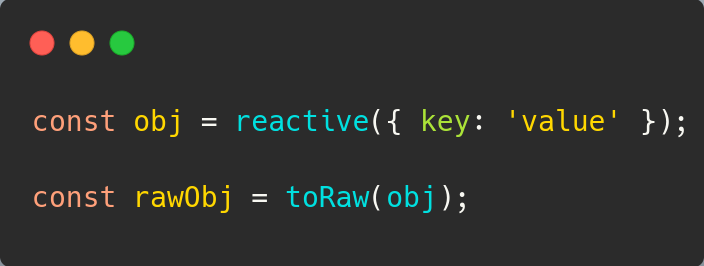 const obj = reactive({ key: 'value' });
const rawObj = toRaw(obj);